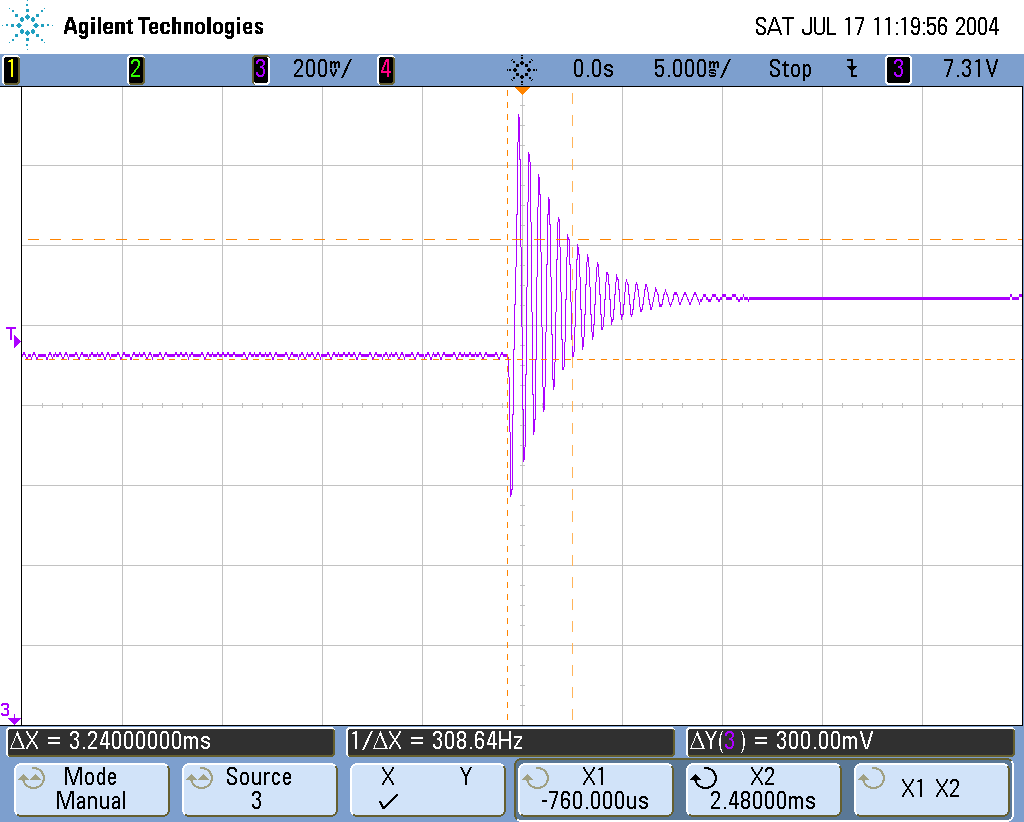 Agilent Technologies
SAT JUL 17 11:19:56 2004
1 2 3 200mV/ 4 0.0s 5.000ms/ Stop 3 7.31V
T
3
ΔX = 3.24000000ms 1/ΔX = 308.64Hz ΔY(3) = 300.00mV
Mode Source X Y X1 X2 X1 X2
Manual 3 ✓ -760.000us 2.48000ms